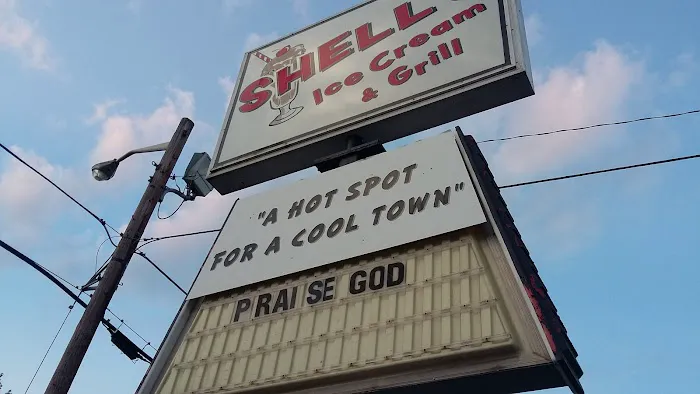 SHELL'S
Ice Cream
& Grill
"A HOT SPOT
FOR A COOL TOWN"
PRAISE GOD